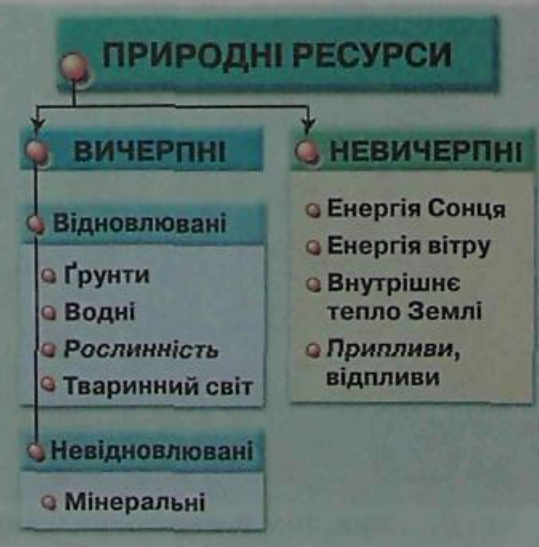 ПРИРОДНІ РЕСУРСИ
ВИЧЕРПНІ
Відновлювані
Ґрунти
Водні
Рослинність
Тваринний світ
Невідновлювані
Мінеральні
НЕВИЧЕРПНІ
Енергія Сонця
Енергія вітру
Внутрішнє
тепло Землі
Припливи,
відпливи